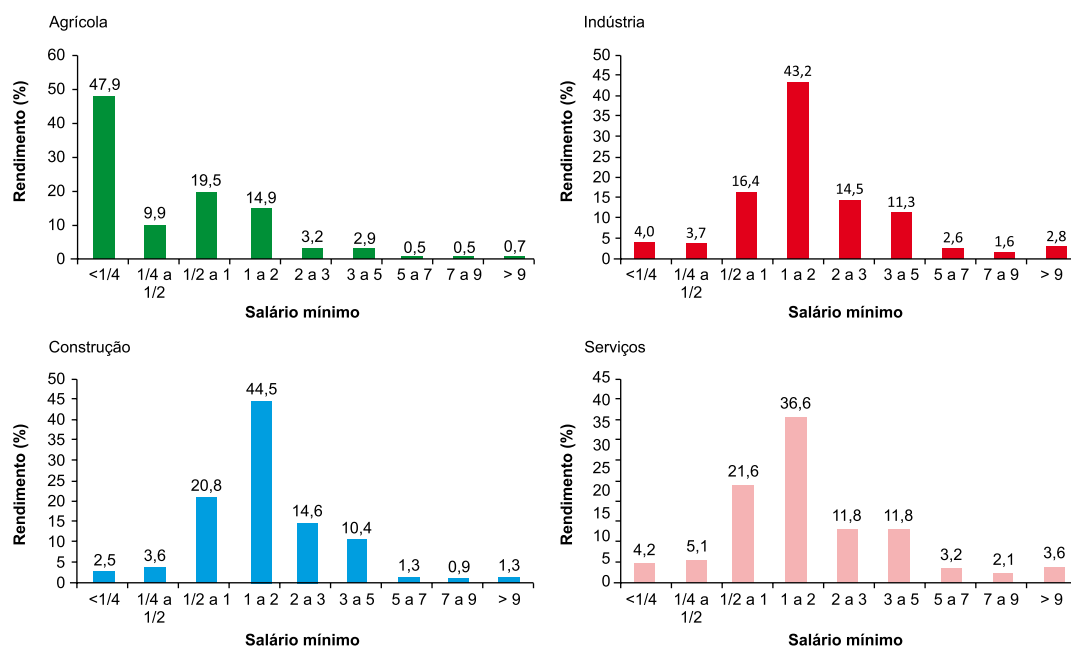 Agrícola
Rendimento (%)
60
50
40
30
20
10
0
47,9
9,9
19,5
14,9
3,2
2,9
0,5
0,5
0,7
<1/4
1/4 a
1/2
1/2 a 1
1 a 2
2 a 3
3 a 5
5 a 7
7 a 9
> 9
Salário mínimo
Indústria
Rendimento (%)
50
45
40
35
30
25
20
15
10
5
0
4,0
3,7
16,4
43,2
14,5
11,3
2,6
1,6
2,8
<1/4
1/4 a
1/2
1/2 a 1
1 a 2
2 a 3
3 a 5
5 a 7
7 a 9
> 9
Salário mínimo
Construção
Rendimento (%)
50
45
40
35
30
25
20
15
10
5
0
2,5
3,6
20,8
44,5
14,6
10,4
1,3
0,9
1,3
<1/4
1/4 a
1/2
1/2 a 1
1 a 2
2 a 3
3 a 5
5 a 7
7 a 9
> 9
Salário mínimo
Serviços
Rendimento (%)
45
40
35
30
25
20
15
10
5
0
4,2
5,1
21,6
36,6
11,8
11,8
3,2
2,1
3,6
<1/4
1/4 a
1/2
1/2 a 1
1 a 2
2 a 3
3 a 5
5 a 7
7 a 9
> 9
Salário mínimo